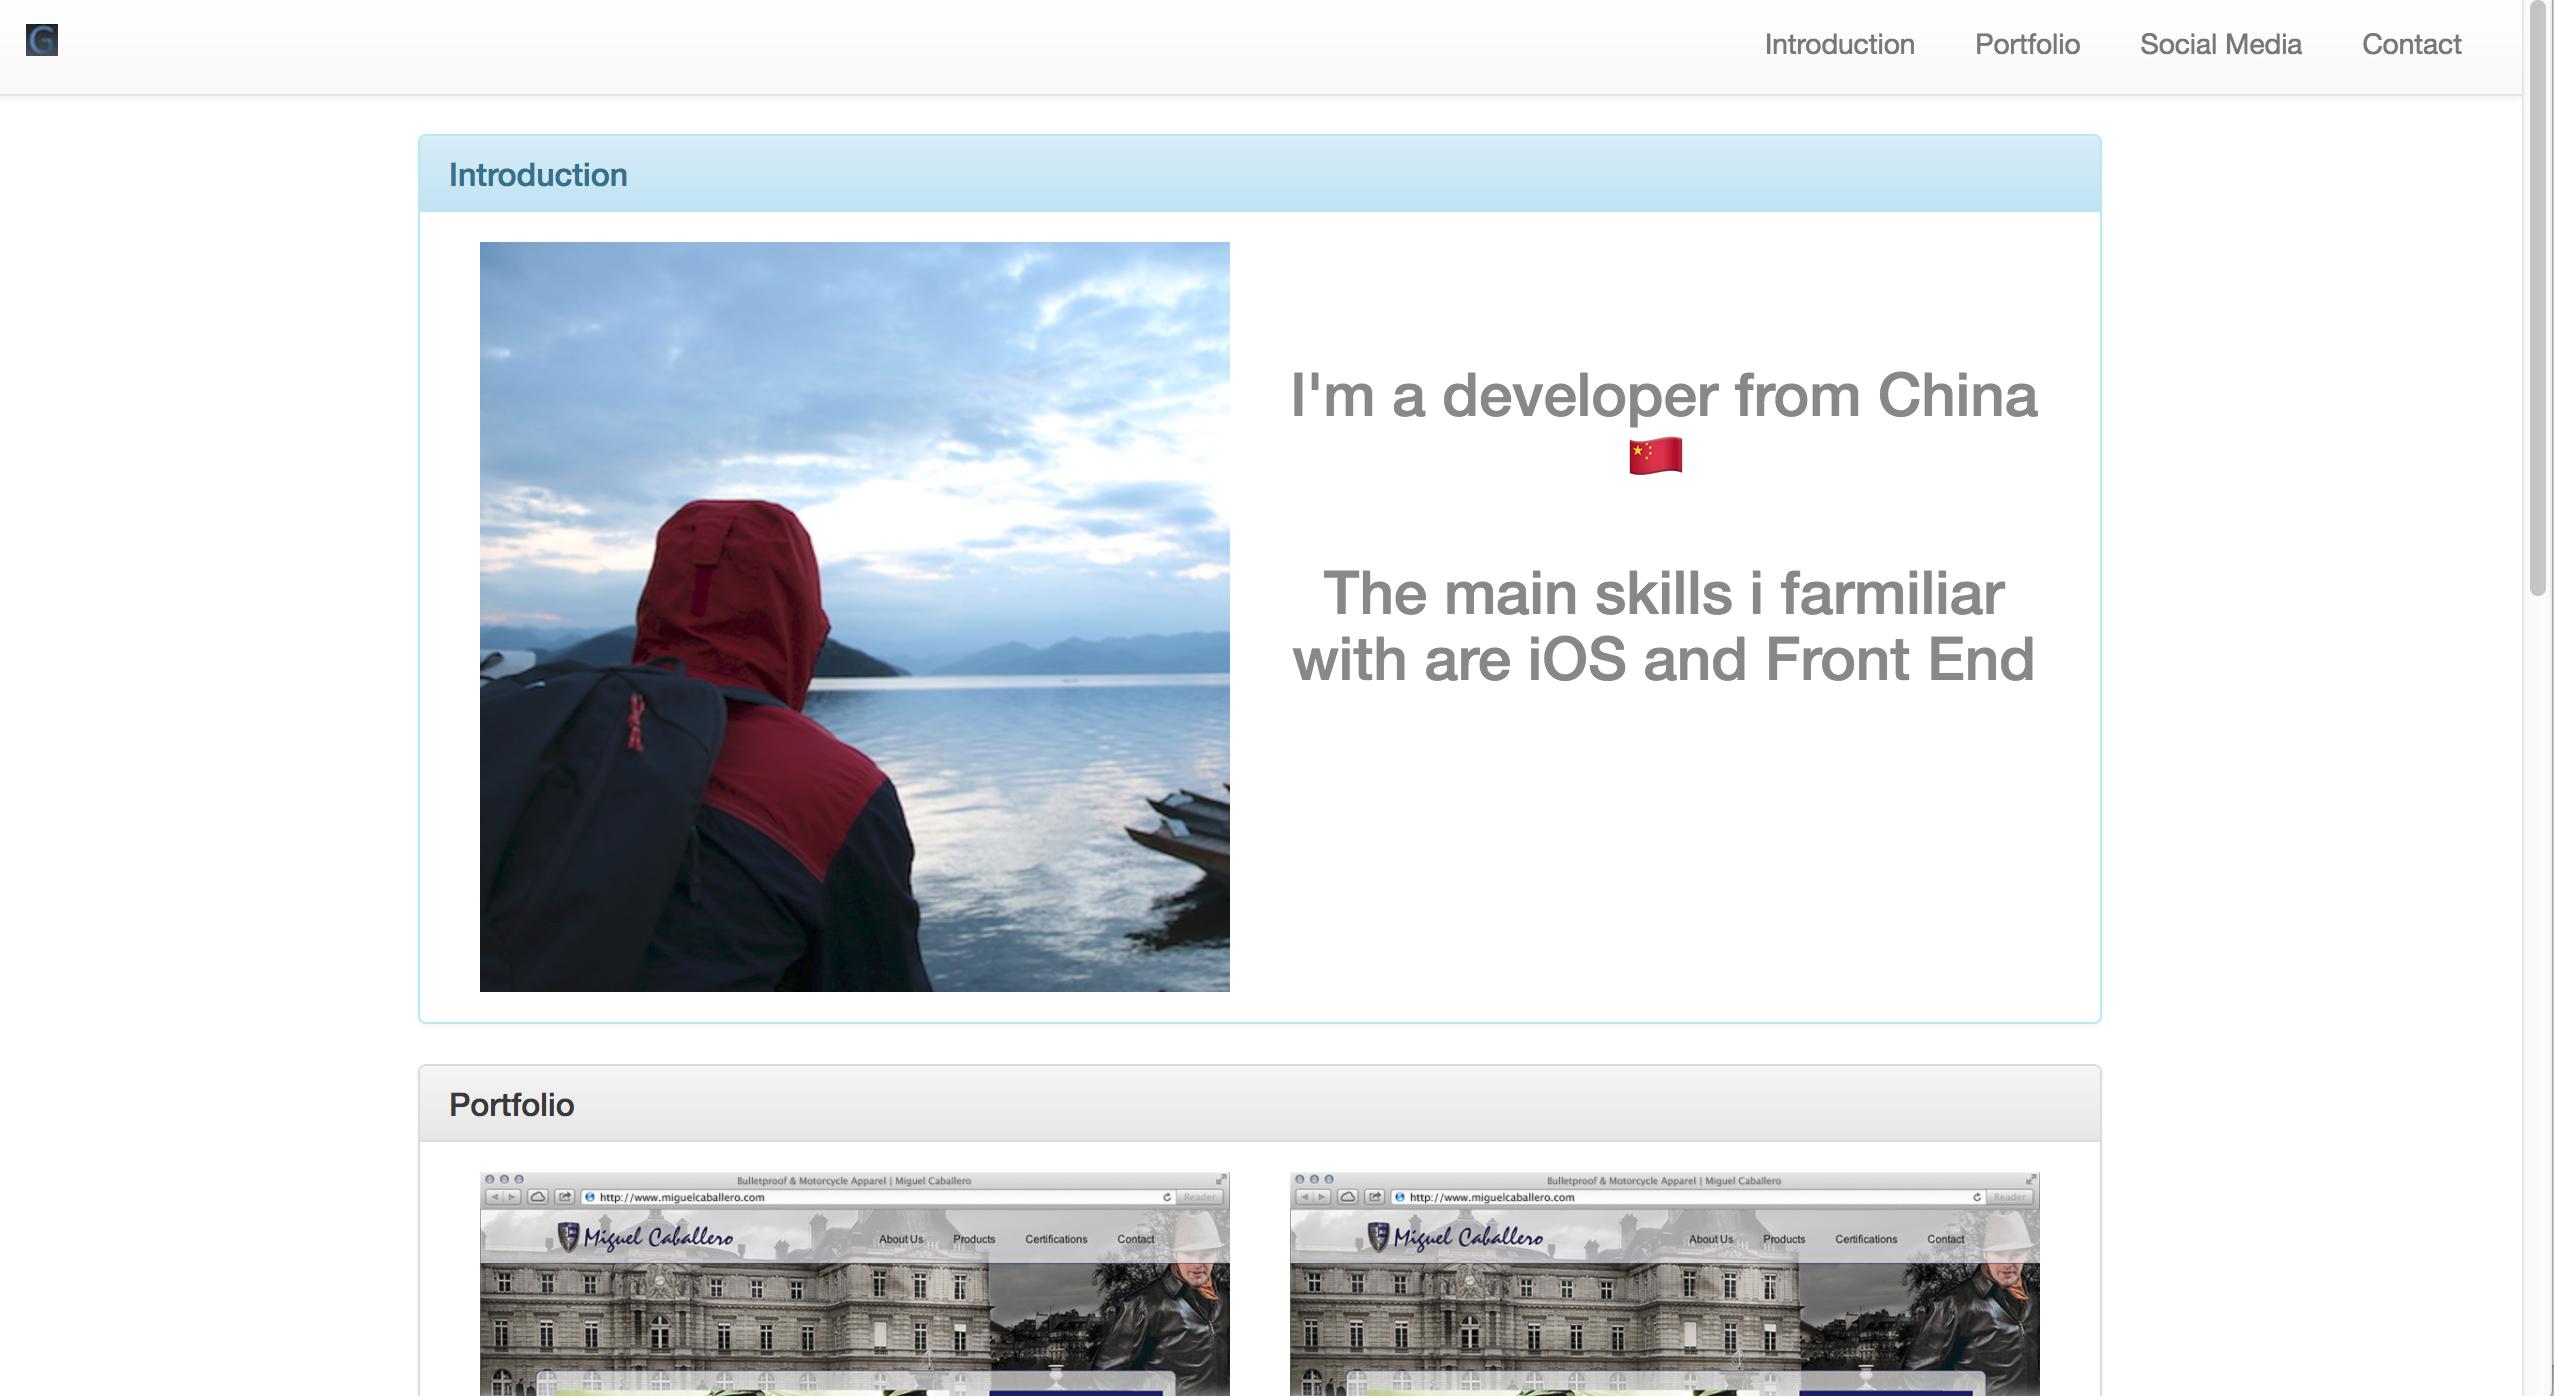 G
Introduction Portfolio Social Media Contact
Introduction
I'm a developer from China
🇨🇳
The main skills i farmiliar
with are iOS and Front End
Portfolio
Bulletproof & Motorcycle Apparel | Miguel Caballero
http://www.miguelcaballero.com Reader
Miguel Caballero About Us Products Certifications Contact
Bulletproof & Motorcycle Apparel | Miguel Caballero
http://www.miguelcaballero.com Reader
Miguel Caballero About Us Products Certifications Contact